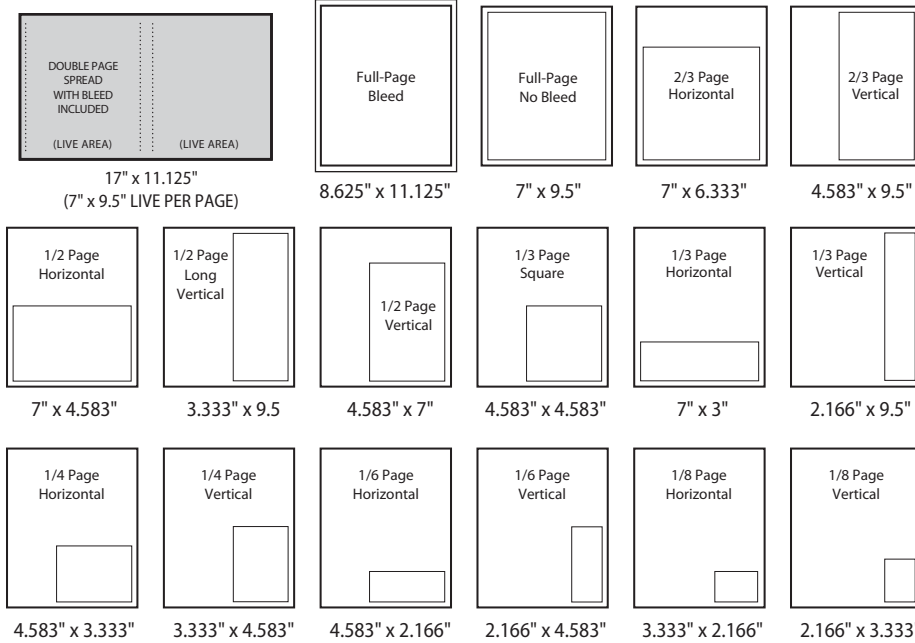 DOUBLE PAGE
SPREAD
WITH BLEED
INCLUDED
(LIVE AREA)
(LIVE AREA)
17" x 11.125"
(7" x 9.5" LIVE PER PAGE)
Full-Page
Bleed
8.625" x 11.125"
Full-Page
No Bleed
7" x 9.5"
2/3 Page
Horizontal
7" x 6.333"
2/3 Page
Vertical
4.583" x 9.5"
1/2 Page
Horizontal
7" x 4.583"
1/2 Page
Long
Vertical
3.333" x 9.5
1/2 Page
Vertical
4.583" x 7"
1/3 Page
Square
4.583" x 4.583"
1/3 Page
Horizontal
7" x 3"
1/3 Page
Vertical
2.166" x 9.5"
1/4 Page
Horizontal
4.583" x 3.333"
1/4 Page
Vertical
3.333" x 4.583"
1/6 Page
Horizontal
4.583" x 2.166"
1/6 Page
Vertical
2.166" x 4.583"
1/8 Page
Horizontal
3.333" x 2.166"
1/8 Page
Vertical
2.166" x 3.333